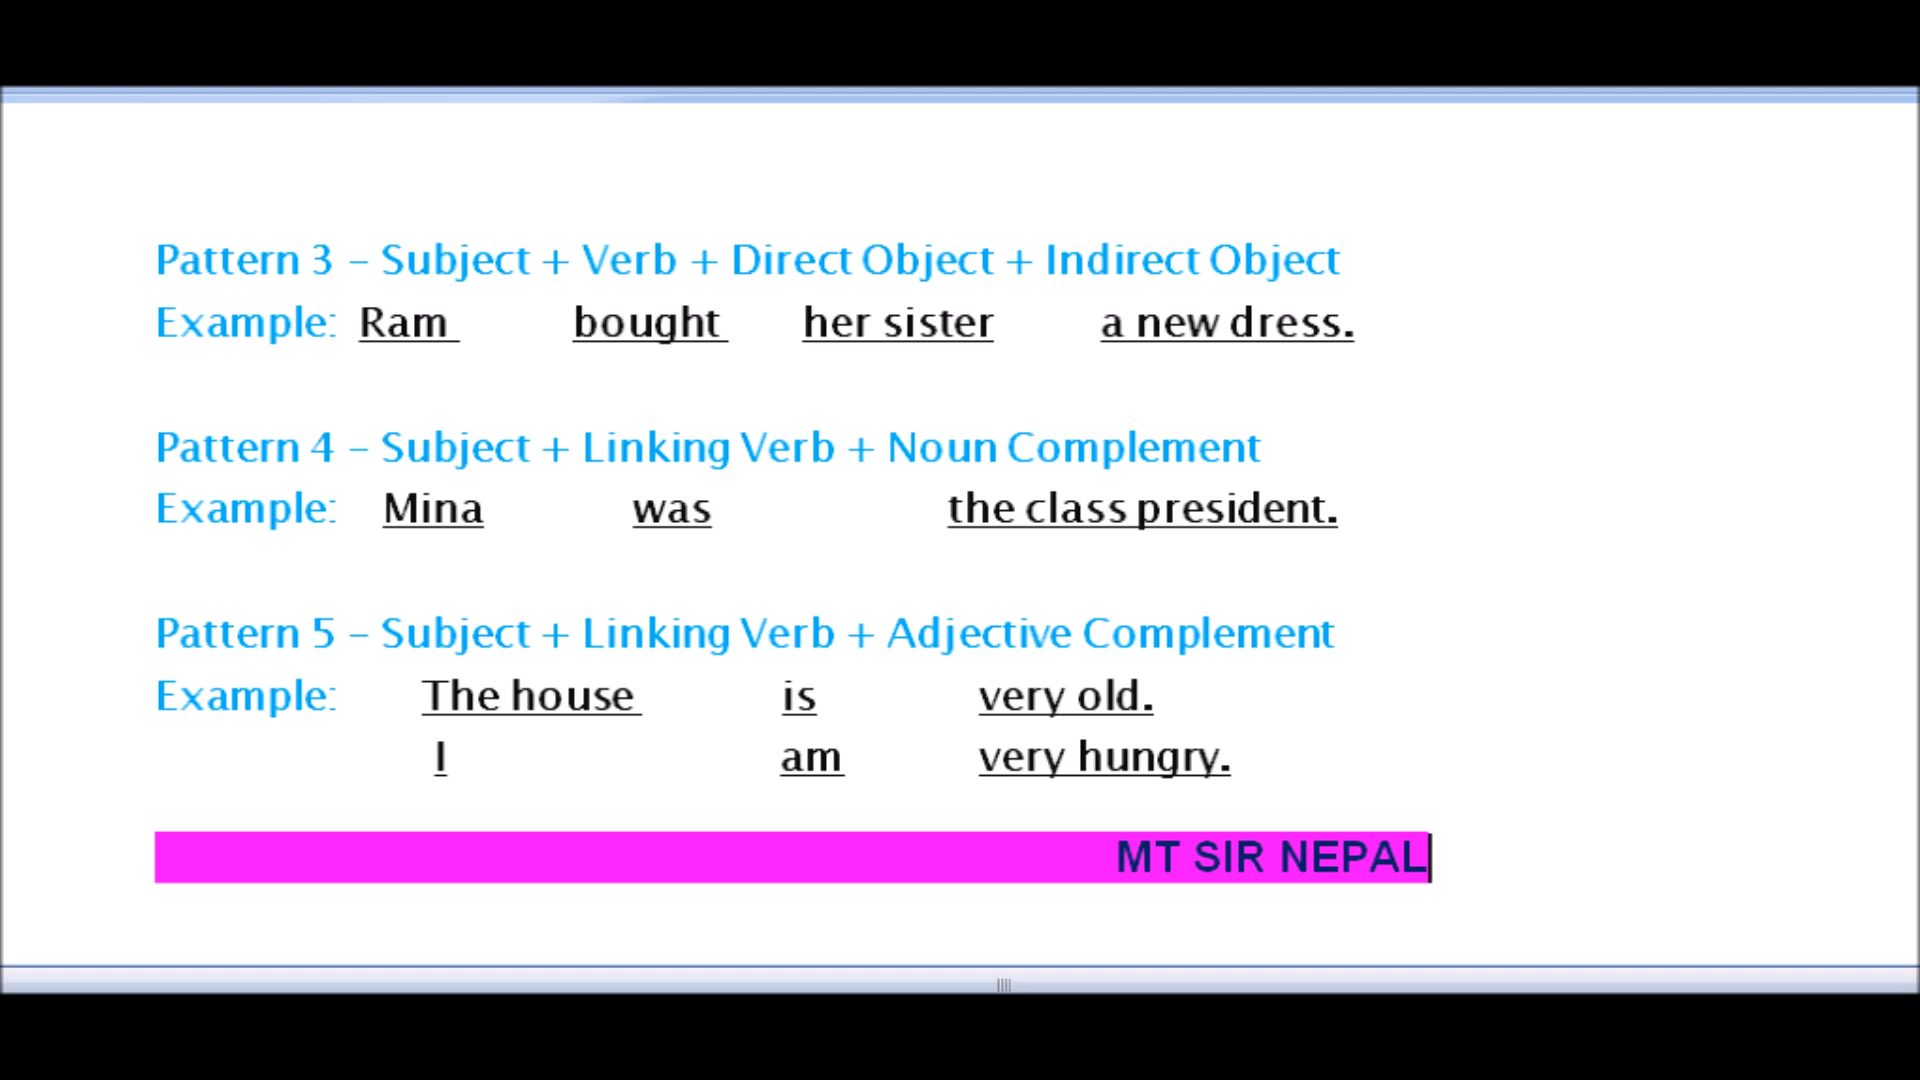 Pattern 3 – Subject + Verb + Direct Object + Indirect Object
Example: Ram bought her sister a new dress.
Pattern 4 – Subject + Linking Verb + Noun Complement
Example: Mina was the class president.
Pattern 5 – Subject + Linking Verb + Adjective Complement
Example: The house is very old.
I am very hungry.
MT SIR NEPAL